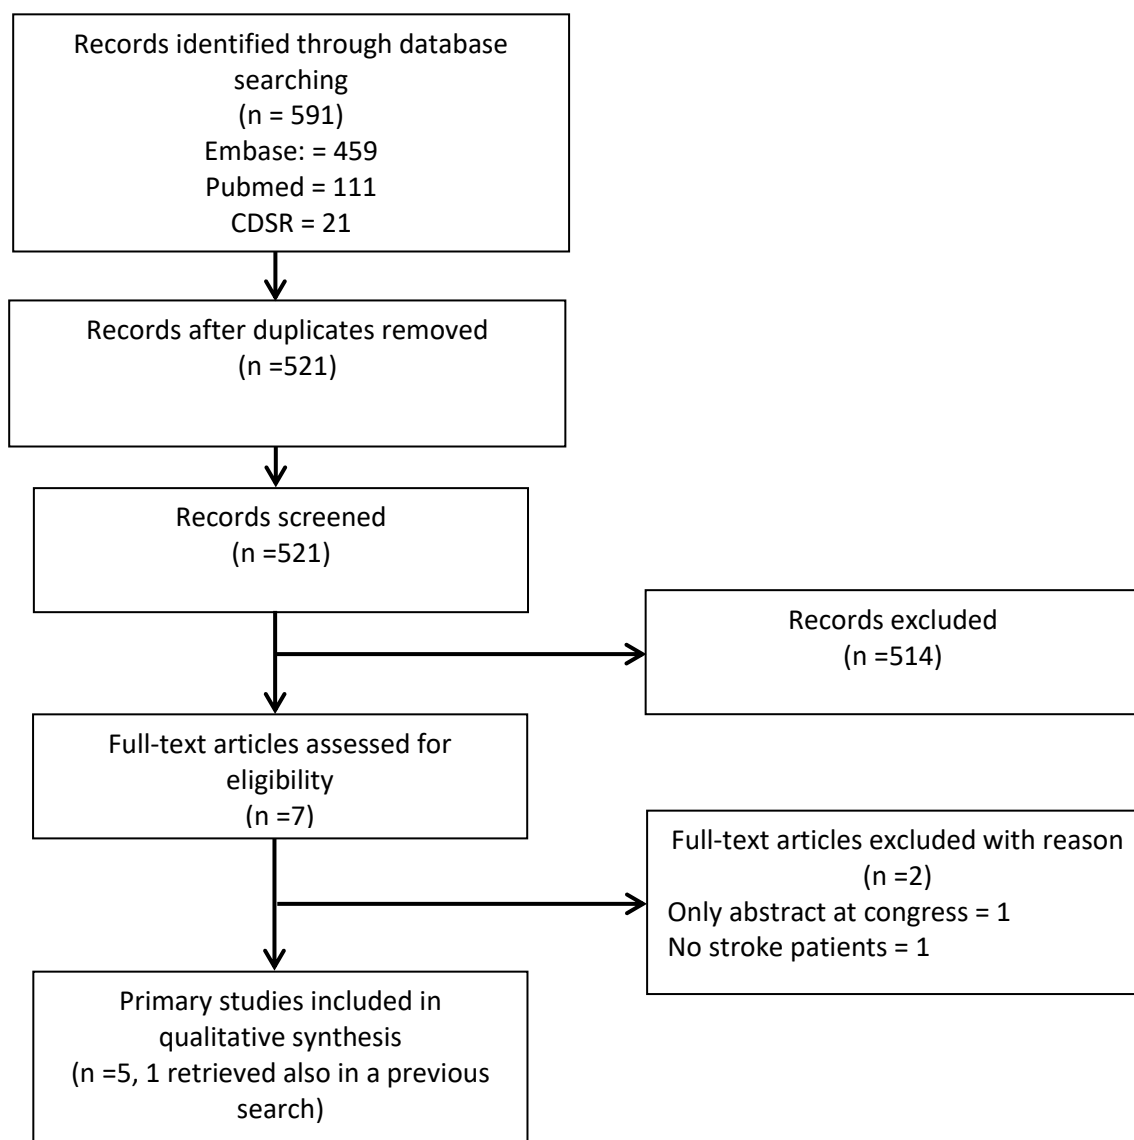 Records identified through database
searching
(n = 591)
Embase: = 459
Pubmed = 111
CDSR = 21
Records after duplicates removed
(n =521)
Records screened
(n =521)
Records excluded
(n =514)
Full-text articles assessed for
eligibility
(n =7)
Full-text articles excluded with reason
(n =2)
Only abstract at congress = 1
No stroke patients = 1
Primary studies included in
qualitative synthesis
(n =5, 1 retrieved also in a previous
search)